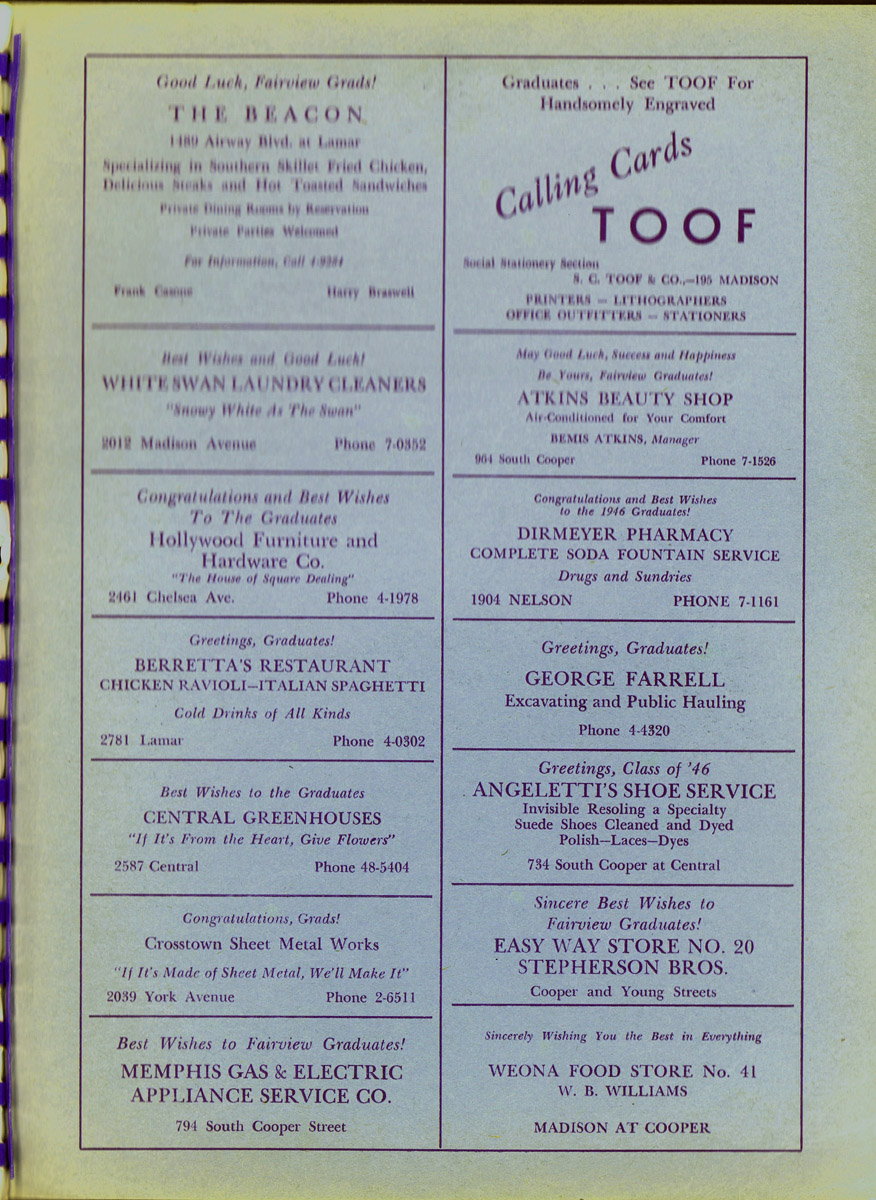 Good Luck, Fairview Grads!
THE BEACON
Airway Blvd. at Lamar
Specializing in Southern Skillet Fried Chicken,
Delicious Steaks and Hot Toasted Sandwiches
Private Dining Rooms by Reservation
Private Parties Welcomed
For Information, Call
Frank Harry Braswell
Best Wishes and Good Luck!
WHITE SWAN LAUNDRY CLEANERS
"Snowy White As The Swan"
2012 Madison Avenue Phone 7-0352
Congratulations and Best Wishes
To The Graduates
Hollywood Furniture and
Hardware Co.
"The House of Square Dealing"
2461 Chelsea Ave. Phone 4-1978
Greetings, Graduates!
BERRETTA'S RESTAURANT
CHICKEN RAVIOLI—ITALIAN SPAGHETTI
Cold Drinks of All Kinds
2781 Lamar Phone 4-0302
Best Wishes to the Graduates
CENTRAL GREENHOUSES
"If It's From the Heart, Give Flowers"
2587 Central Phone 48-5404
Congratulations, Grads!
Crosstown Sheet Metal Works
"If It's Made of Sheet Metal, We'll Make It"
2039 York Avenue Phone 2-6511
Best Wishes to Fairview Graduates!
MEMPHIS GAS & ELECTRIC
APPLIANCE SERVICE CO.
794 South Cooper Street
Graduates . . . See TOOF For
Handsomely Engraved
Calling Cards
TOOF
Social Stationery Section
S. C. TOOF & CO.,—195 MADISON
PRINTERS — LITHOGRAPHERS
OFFICE OUTFITTERS — STATIONERS
May Good Luck, Success and Happiness
Be Yours, Fairview Graduates!
ATKINS BEAUTY SHOP
Air-Conditioned for Your Comfort
BEMIS ATKINS, Manager
964 South Cooper Phone 7-1526
Congratulations and Best Wishes
to the 1946 Graduates!
DIRMEYER PHARMACY
COMPLETE SODA FOUNTAIN SERVICE
Drugs and Sundries
1904 NELSON PHONE 7-1161
Greetings, Graduates!
GEORGE FARRELL
Excavating and Public Hauling
Phone 4-4320
Greetings, Class of '46
ANGELETTI'S SHOE SERVICE
Invisible Resoling a Specialty
Suede Shoes Cleaned and Dyed
Polish—Laces—Dyes
734 South Cooper at Central
Sincere Best Wishes to
Fairview Graduates!
EASY WAY STORE NO. 20
STEPHERSON BROS.
Cooper and Young Streets
Sincerely Wishing You the Best in Everything
WEONA FOOD STORE No. 41
W. B. WILLIAMS
MADISON AT COOPER